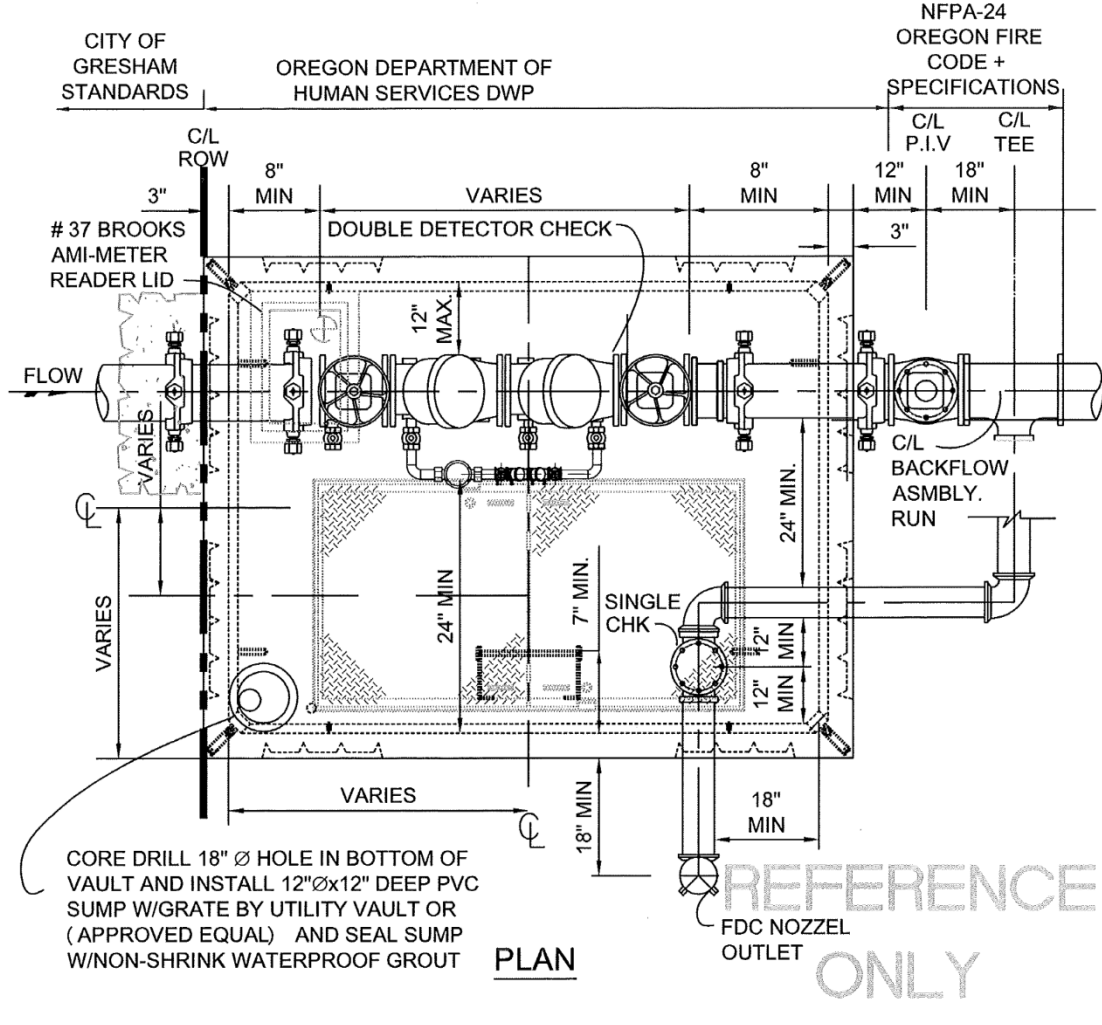 CITY OF
GRESHAM
STANDARDS
OREGON DEPARTMENT OF
HUMAN SERVICES DWP
NFPA-24
OREGON FIRE
CODE +
SPECIFICATIONS
C/L
ROW
C/L
P.I.V
C/L
TEE
3"
8"
MIN
VARIES
8"
MIN
12"
MIN
18"
MIN
3"
# 37 BROOKS
AMI-METER
READER LID
DOUBLE DETECTOR CHECK
12"
MAX.
FLOW
VARIES
C/L
BACKFLOW
ASMBLY.
RUN
24" MIN.
CL
VARIES
24" MIN
7" MIN.
SINGLE
CHK
12"
MIN
12"
MIN
VARIES
CL
18" MIN
18"
MIN
CORE DRILL 18" Ø HOLE IN BOTTOM OF
VAULT AND INSTALL 12"Øx12" DEEP PVC
SUMP W/GRATE BY UTILITY VAULT OR
( APPROVED EQUAL) AND SEAL SUMP
W/NON-SHRINK WATERPROOF GROUT
PLAN
FDC NOZZEL
OUTLET
REFERENCE
ONLY